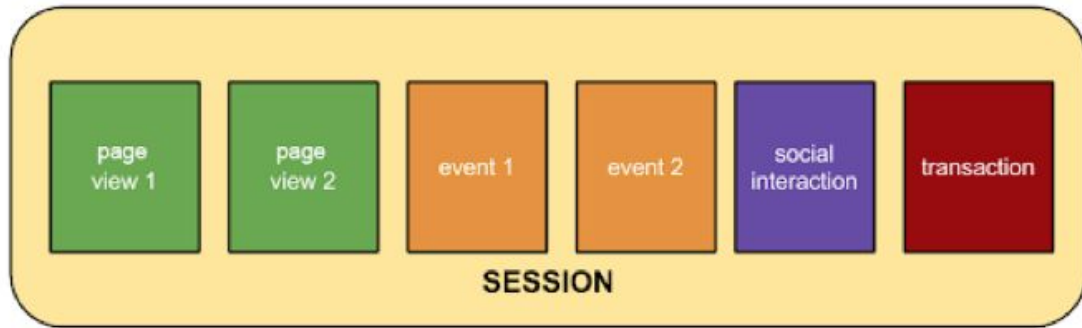 page
view 1
page
view 2
event 1
event 2
social
interaction
transaction
SESSION